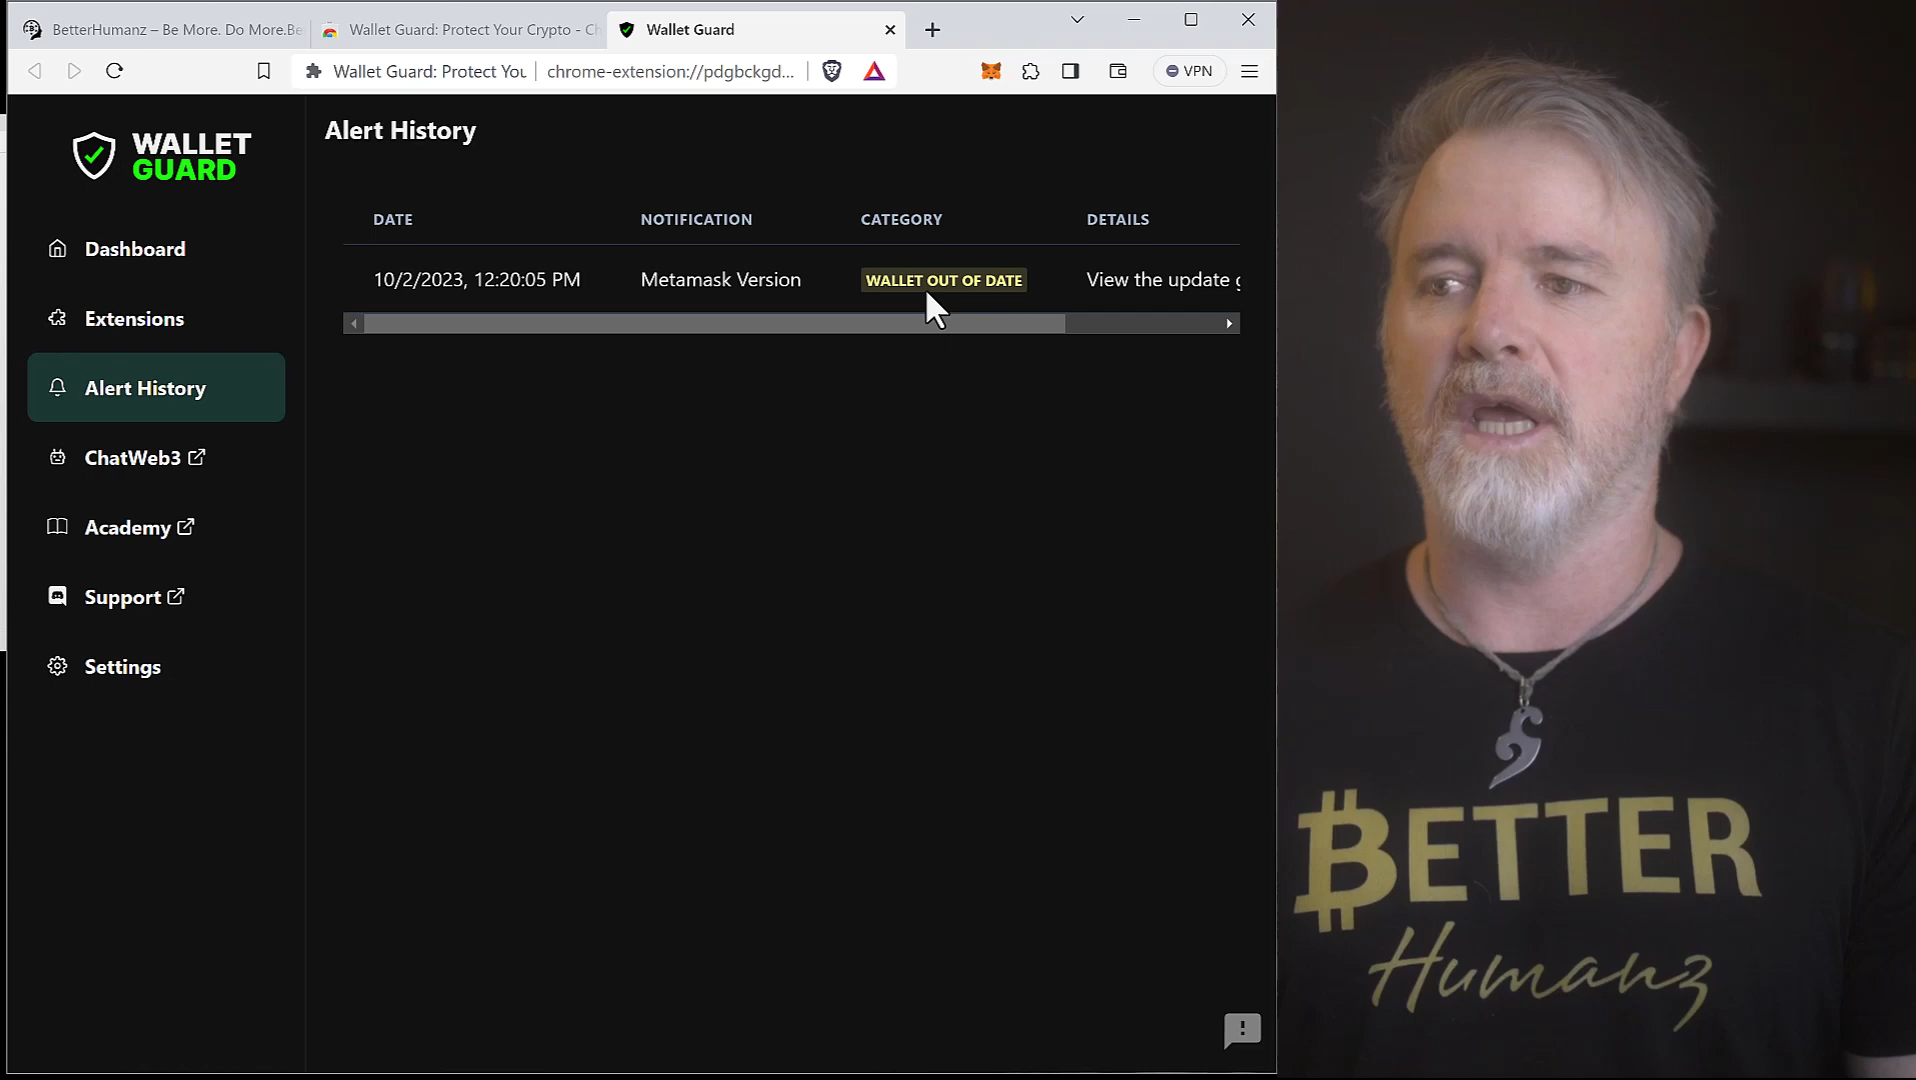 BetterHumanz – Be More. Do More.Be
Wallet Guard: Protect Your Crypto - Ch
Wallet Guard
Wallet Guard: Protect You
chrome-extension://pdgbckgd...
VPN
WALLET
GUARD
Dashboard
Extensions
Alert History
ChatWeb3
Academy
Support
Settings
Alert History
DATE NOTIFICATION CATEGORY DETAILS
10/2/2023, 12:20:05 PM Metamask Version WALLET OUT OF DATE View the update g
₿ETTER
Humanz